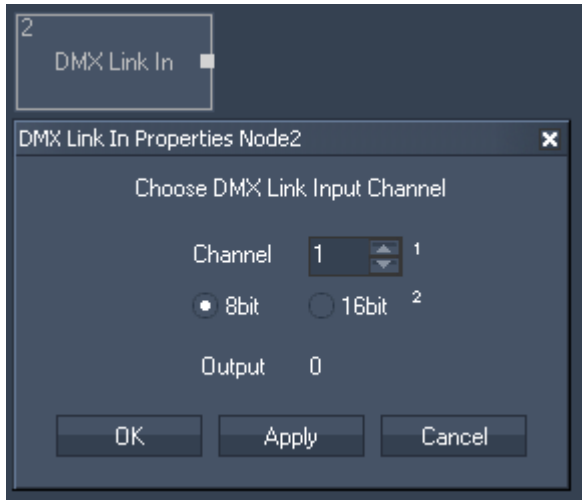 2
DMX Link In
DMX Link In Properties Node2
Choose DMX Link Input Channel
Channel 1 1
8bit 16bit 2
Output 0
OK Apply Cancel